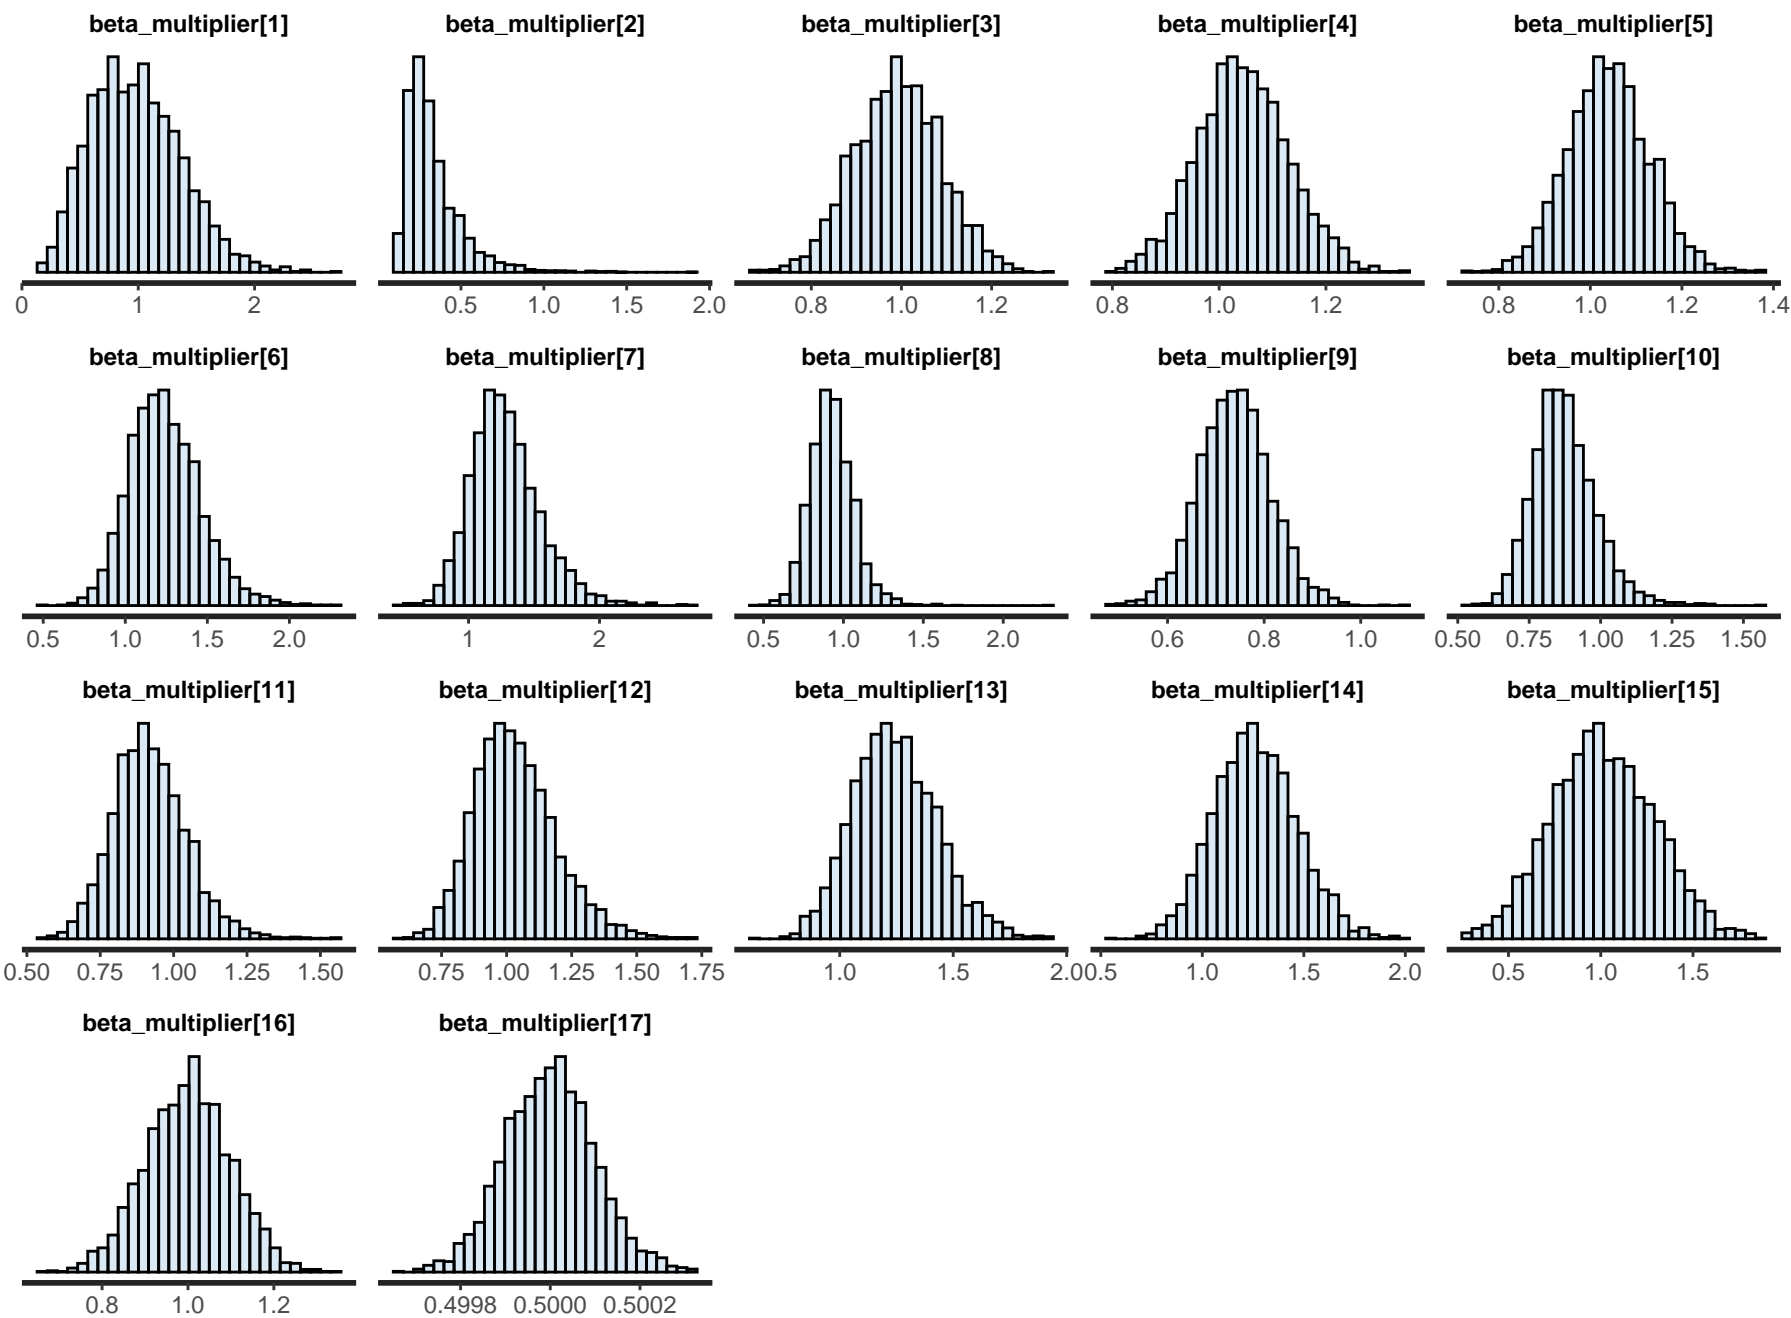 beta_multiplier[1] beta_multiplier[2] beta_multiplier[3] beta_multiplier[4] beta_multiplier[5]
0 1 2 0.5 1.0 1.5 2.0 0.8 1.0 1.2 0.8 1.0 1.2 0.8 1.0 1.2 1.4
beta_multiplier[6] beta_multiplier[7] beta_multiplier[8] beta_multiplier[9] beta_multiplier[10]
0.5 1.0 1.5 2.0 1 2 0.5 1.0 1.5 2.0 0.6 0.8 1.0 0.50 0.75 1.00 1.25 1.50
beta_multiplier[11] beta_multiplier[12] beta_multiplier[13] beta_multiplier[14] beta_multiplier[15]
0.50 0.75 1.00 1.25 1.50 0.75 1.00 1.25 1.50 1.75 1.0 1.5 2.0 0.5 1.0 1.5 2.0 0.5 1.0 1.5
beta_multiplier[16] beta_multiplier[17]
0.8 1.0 1.2 0.4998 0.5000 0.5002